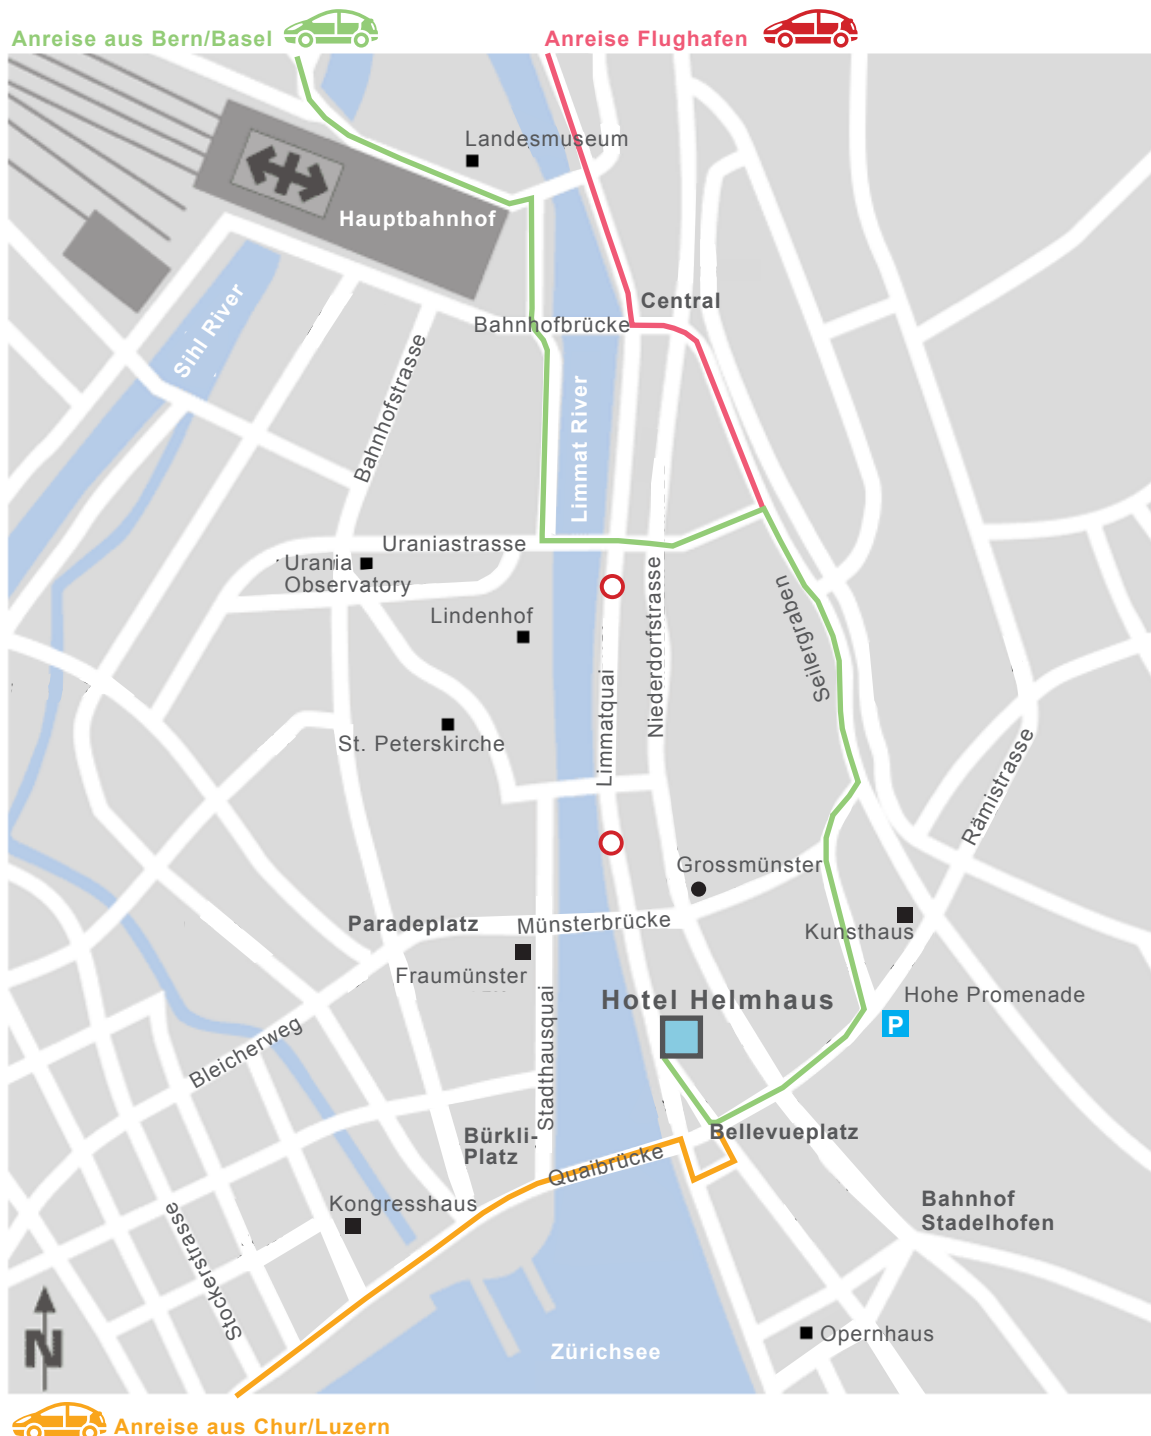 Anreise aus Bern/Basel
Anreise Flughafen
Landesmuseum
Hauptbahnhof
Central
Sihl River
Bahnhofbrücke
Bahnhofstrasse
Limmat River
Uraniastrasse
Urania
Observatory
Niederdorfstrasse
Seilergraben
Lindenhof
Limmatquai
St. Peterskirche
Rämistrasse
Grossmünster
Paradeplatz
Münsterbrücke
Kunsthaus
Fraumünster
Hotel Helmhaus
Hohe Promenade
P
Stadthausquai
Bleicherweg
Bürkli-
Platz
Bellevueplatz
Quaibrücke
Kongresshaus
Bahnhof
Stadelhofen
Stockerstrasse
N
Opernhaus
Zürichsee
Anreise aus Chur/Luzern